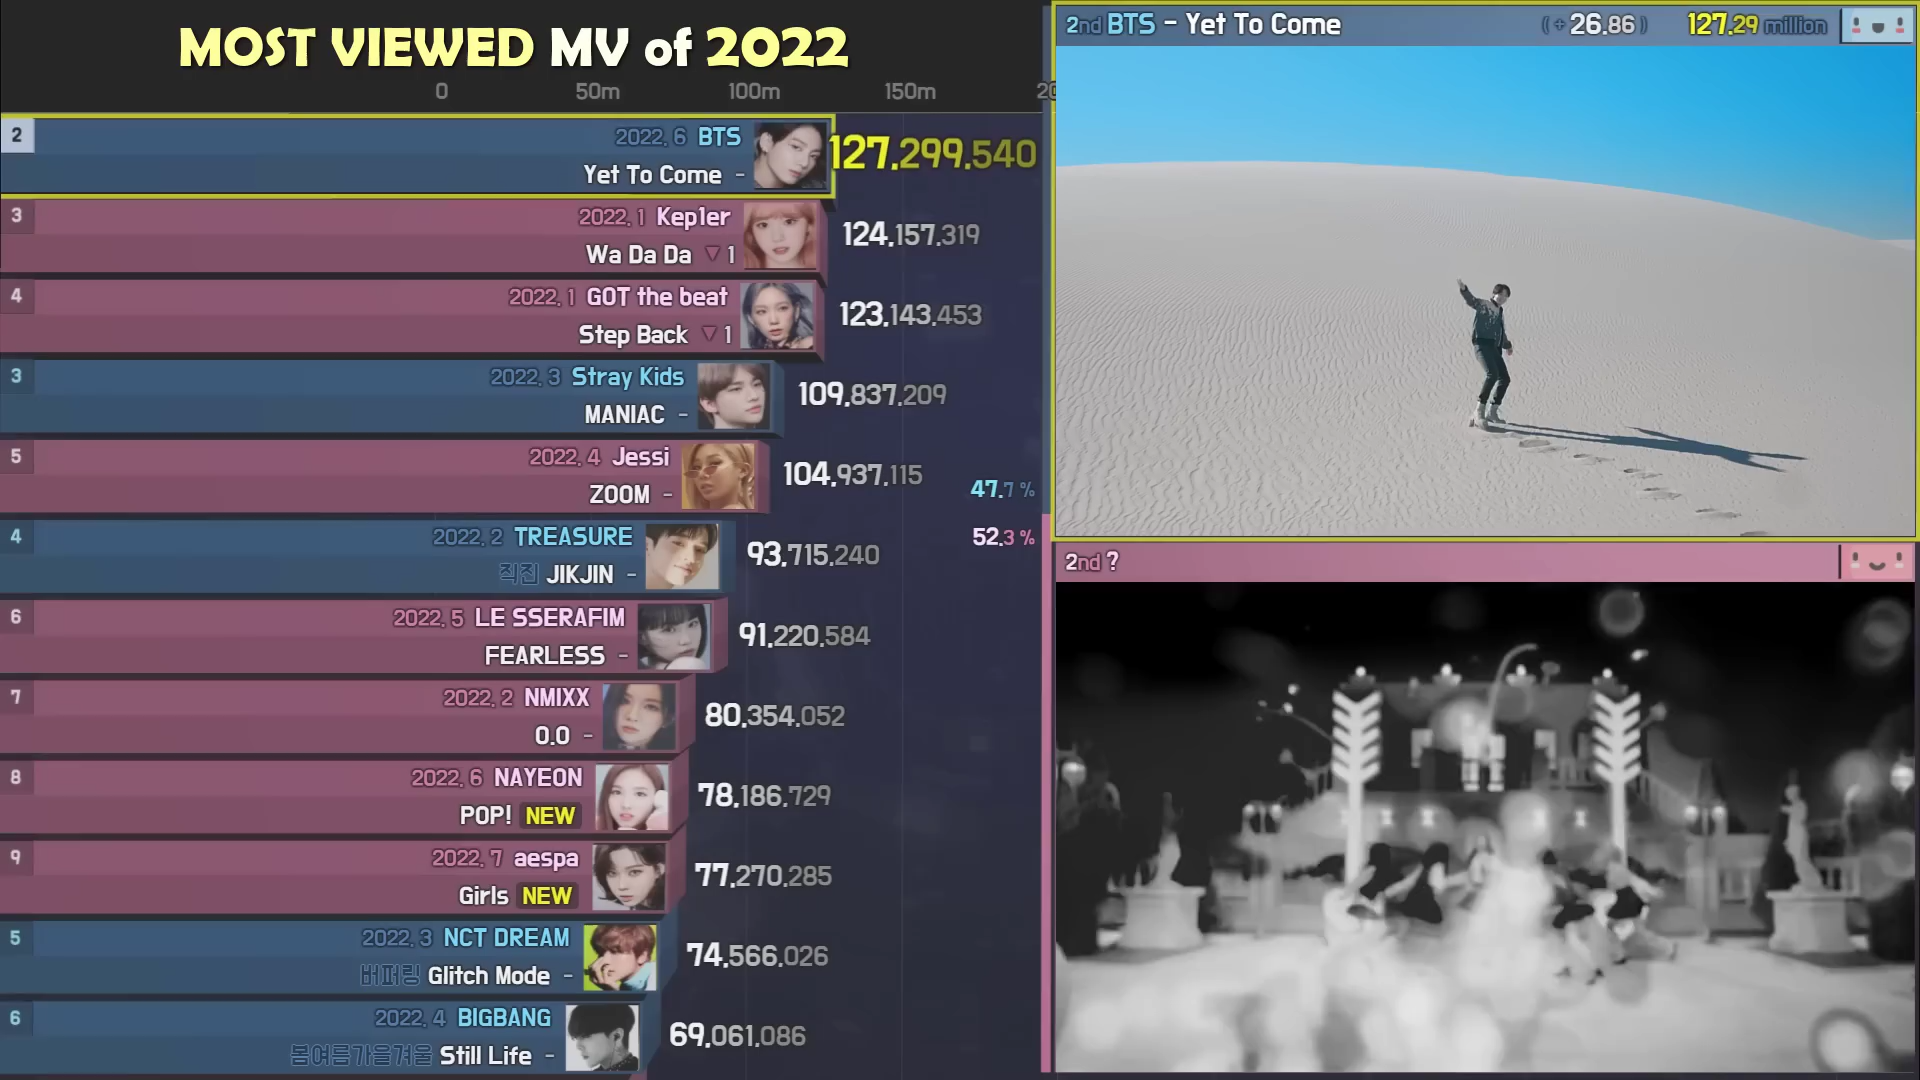 MOST VIEWED MV of 2022
0 50m 100m 150m
2
2022. 6 BTS
Yet To Come -
127,299,540
3
2022. 1 Kep1er
Wa Da Da ▼ 1
124,157,319
4
2022. 1 GOT the beat
Step Back ▼ 1
123,143,453
3
2022. 3 Stray Kids
MANIAC -
109,837,209
5
2022. 4 Jessi
ZOOM -
104,937,115
47.7 %
4
2022. 2 TREASURE
직진 JIKJIN -
93,715,240
52.3 %
6
2022. 5 LE SSERAFIM
FEARLESS -
91,220,584
7
2022. 2 NMIXX
O.O -
80,354,052
8
2022. 6 NAYEON
POP! NEW
78,186,729
9
2022. 7 aespa
Girls NEW
77,270,285
5
2022. 3 NCT DREAM
버퍼링 Glitch Mode -
74,566,026
6
2022. 4 BIGBANG
봄여름가을겨울 Still Life -
69,061,086
2nd BTS - Yet To Come (+ 26.86) 127.29 million
2nd ?